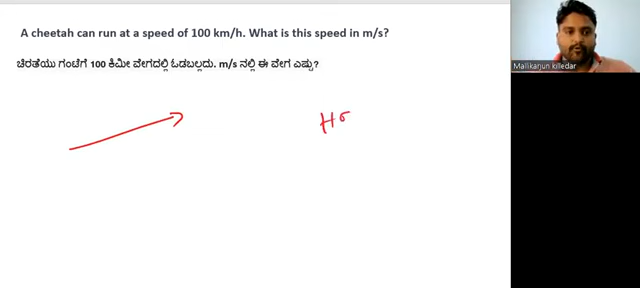 A cheetah can run at a speed of 100 km/h. What is this speed in m/s?
ಚಿರತೆಯು ಗಂಟೆಗೆ 100 ಕಿಮೀ ವೇಗದಲ್ಲಿ ಓಡಬಲ್ಲದು. m/s ನಲ್ಲಿ ಈ ವೇಗ ಎಷ್ಟು?
Mallikarjun killedar